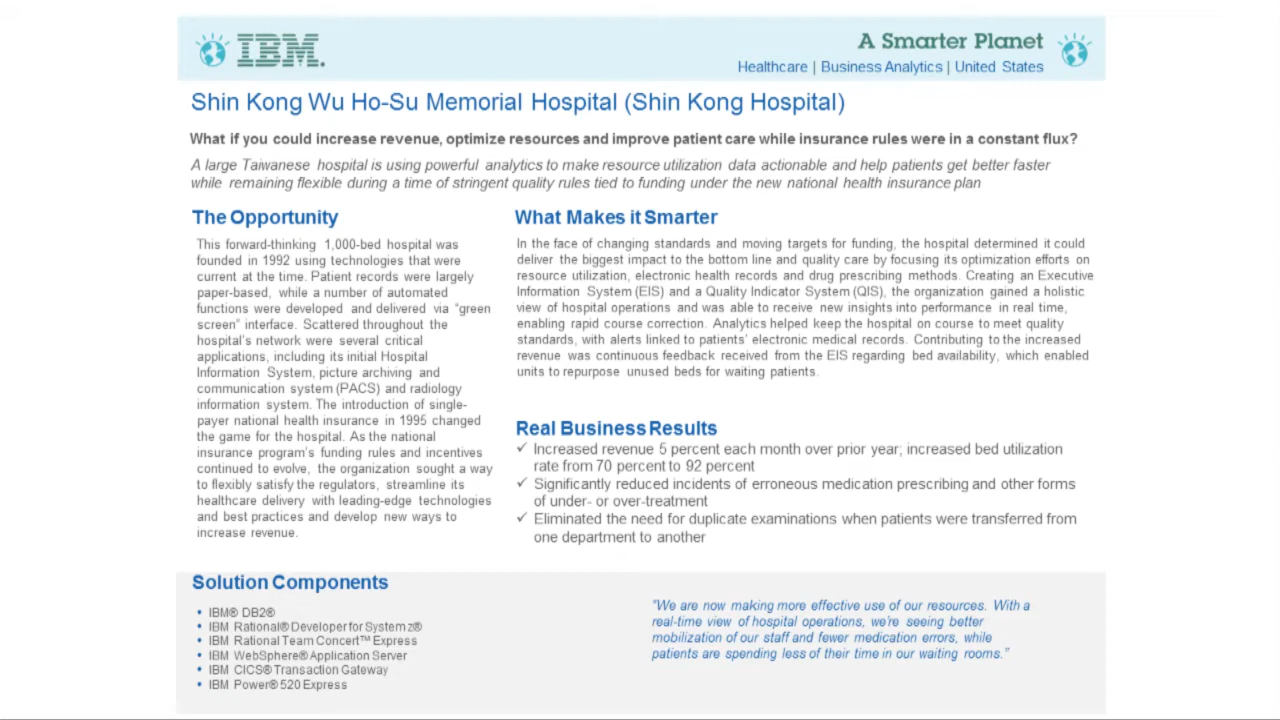 IBM.
A Smarter Planet
Healthcare | Business Analytics | United States
Shin Kong Wu Ho-Su Memorial Hospital (Shin Kong Hospital)
What if you could increase revenue, optimize resources and improve patient care while insurance rules were in a constant flux?
A large Taiwanese hospital is using powerful analytics to make resource utilization data actionable and help patients get better faster
while remaining flexible during a time of stringent quality rules tied to funding under the new national health insurance plan
The Opportunity
This forward-thinking 1,000-bed hospital was
founded in 1992 using technologies that were
current at the time. Patient records were largely
paper-based, while a number of automated
functions were developed and delivered via “green
screen” interface. Scattered throughout the
hospital’s network were several critical
applications, including its initial Hospital
Information System, picture archiving and
communication system (PACS) and radiology
information system. The introduction of single-
payer national health insurance in 1995 changed
the game for the hospital. As the national
insurance program’s funding rules and incentives
continued to evolve, the organization sought a way
to flexibly satisfy the regulators, streamline its
healthcare delivery with leading-edge technologies
and best practices and develop new ways to
increase revenue.
What Makes it Smarter
In the face of changing standards and moving targets for funding, the hospital determined it could
deliver the biggest impact to the bottom line and quality care by focusing its optimization efforts on
resource utilization, electronic health records and drug prescribing methods. Creating an Executive
Information System (EIS) and a Quality Indicator System (QIS), the organization gained a holistic
view of hospital operations and was able to receive new insights into performance in real time,
enabling rapid course correction. Analytics helped keep the hospital on course to meet quality
standards, with alerts linked to patients’ electronic medical records. Contributing to the increased
revenue was continuous feedback received from the EIS regarding bed availability, which enabled
units to repurpose unused beds for waiting patients.
Real Business Results
✓ Increased revenue 5 percent each month over prior year; increased bed utilization
rate from 70 percent to 92 percent
✓ Significantly reduced incidents of erroneous medication prescribing and other forms
of under- or over-treatment
✓ Eliminated the need for duplicate examinations when patients were transferred from
one department to another
Solution Components
• IBM® DB2®
• IBM Rational® Developer for System z®
• IBM Rational Team Concert™ Express
• IBM WebSphere® Application Server
• IBM CICS® Transaction Gateway
• IBM Power® 520 Express
“We are now making more effective use of our resources. With a
real-time view of hospital operations, we’re seeing better
mobilization of our staff and fewer medication errors, while
patients are spending less of their time in our waiting rooms.”